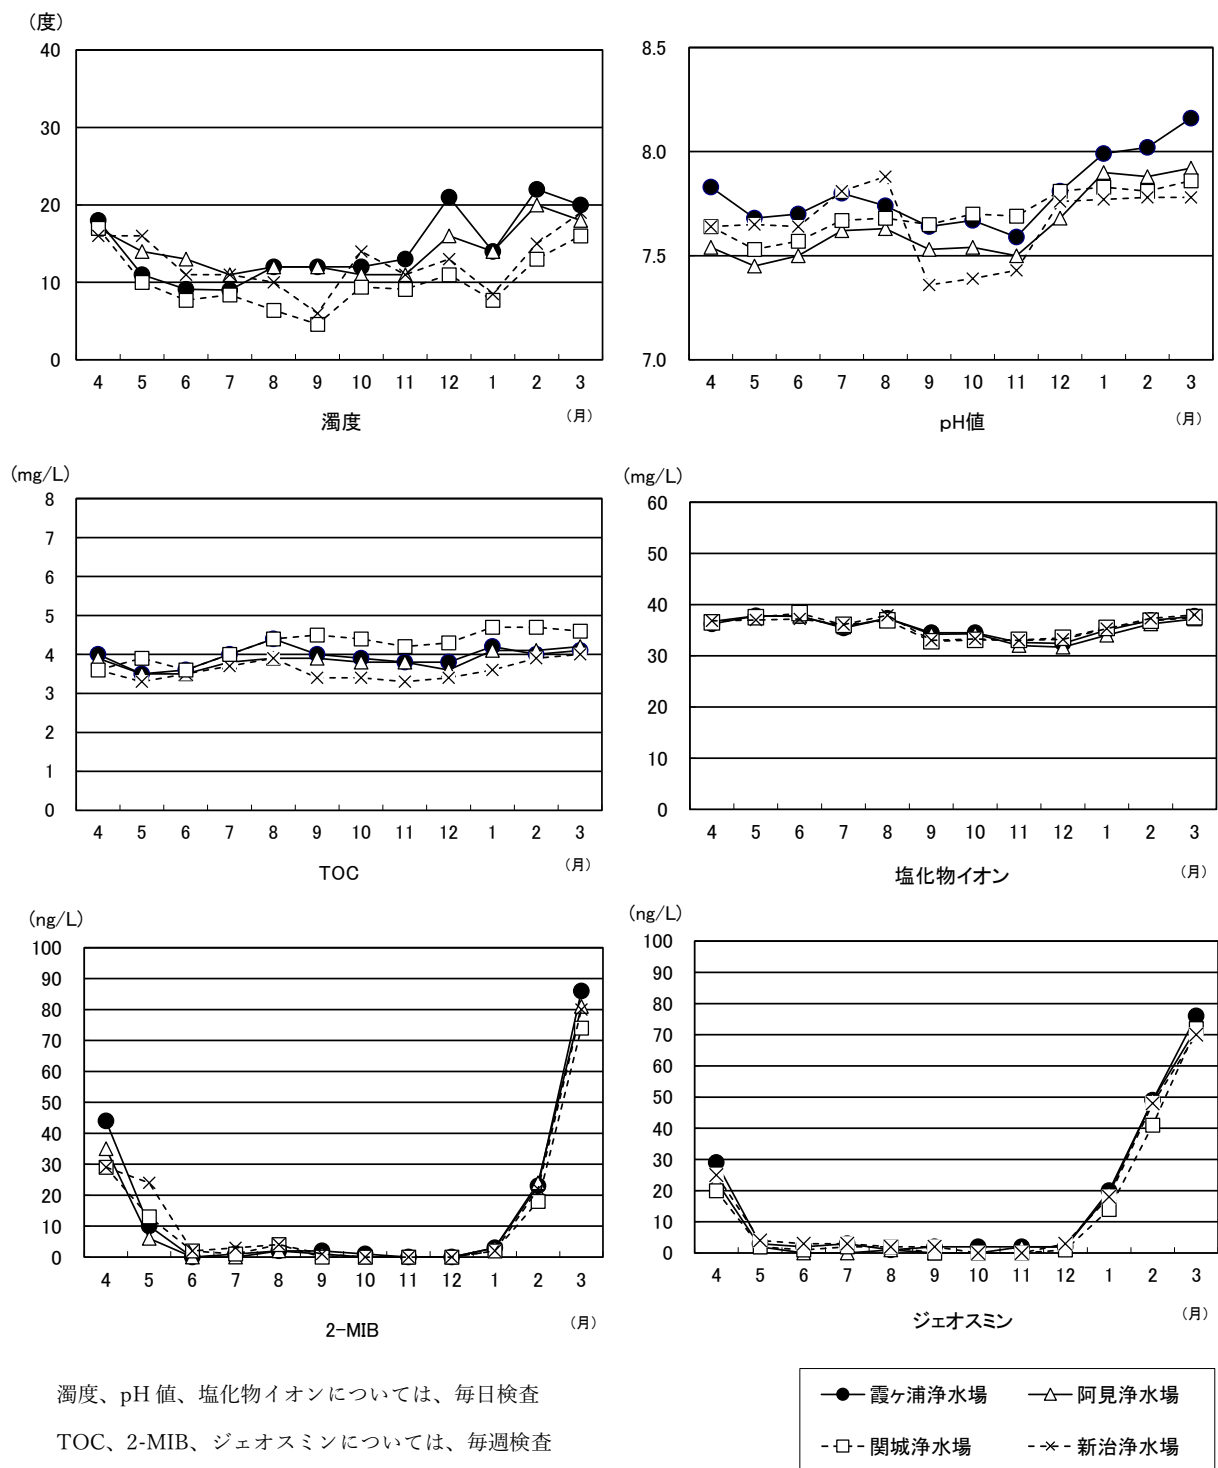 (度)
40
30
20
10
0
4 5 6 7 8 9 10 11 12 1 2 3
濁度
(月)
8.5
8.0
7.5
7.0
4 5 6 7 8 9 10 11 12 1 2 3
pH値
(月)
(mg/L)
8
7
6
5
4
3
2
1
0
4 5 6 7 8 9 10 11 12 1 2 3
TOC
(月)
(mg/L)
60
50
40
30
20
10
0
4 5 6 7 8 9 10 11 12 1 2 3
塩化物イオン
(月)
(ng/L)
100
90
80
70
60
50
40
30
20
10
0
4 5 6 7 8 9 10 11 12 1 2 3
2-MIB
(月)
(ng/L)
100
90
80
70
60
50
40
30
20
10
0
4 5 6 7 8 9 10 11 12 1 2 3
ジェオスミン
(月)
濁度、pH 値、塩化物イオンについては、毎日検査
TOC、2-MIB、ジェオスミンについては、毎週検査
霞ヶ浦浄水場 阿見浄水場
関城浄水場 新治浄水場